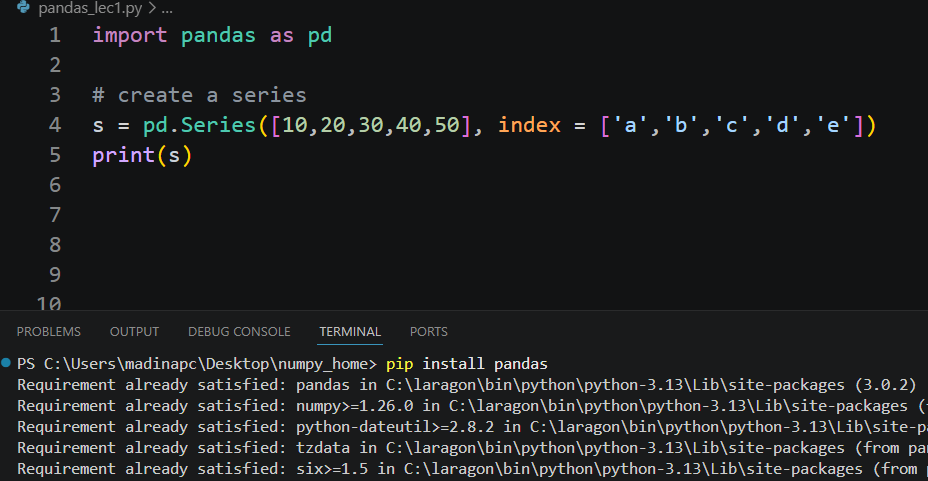 pandas_lec1.py > ...
1 import pandas as pd
2
3 # create a series
4 s = pd.Series([10,20,30,40,50], index = ['a','b','c','d','e'])
5 print(s)
6
7
8
9
10
PROBLEMS OUTPUT DEBUG CONSOLE TERMINAL PORTS
PS C:\Users\madinapc\Desktop\numpy_home> pip install pandas
Requirement already satisfied: pandas in C:\laragon\bin\python\python-3.13\Lib\site-packages (3.0.2)
Requirement already satisfied: numpy>=1.26.0 in C:\laragon\bin\python\python-3.13\Lib\site-packages (
Requirement already satisfied: python-dateutil>=2.8.2 in C:\laragon\bin\python\python-3.13\Lib\site-pa
Requirement already satisfied: tzdata in C:\laragon\bin\python\python-3.13\Lib\site-packages (from pan
Requirement already satisfied: six>=1.5 in C:\laragon\bin\python\python-3.13\Lib\site-packages (from p